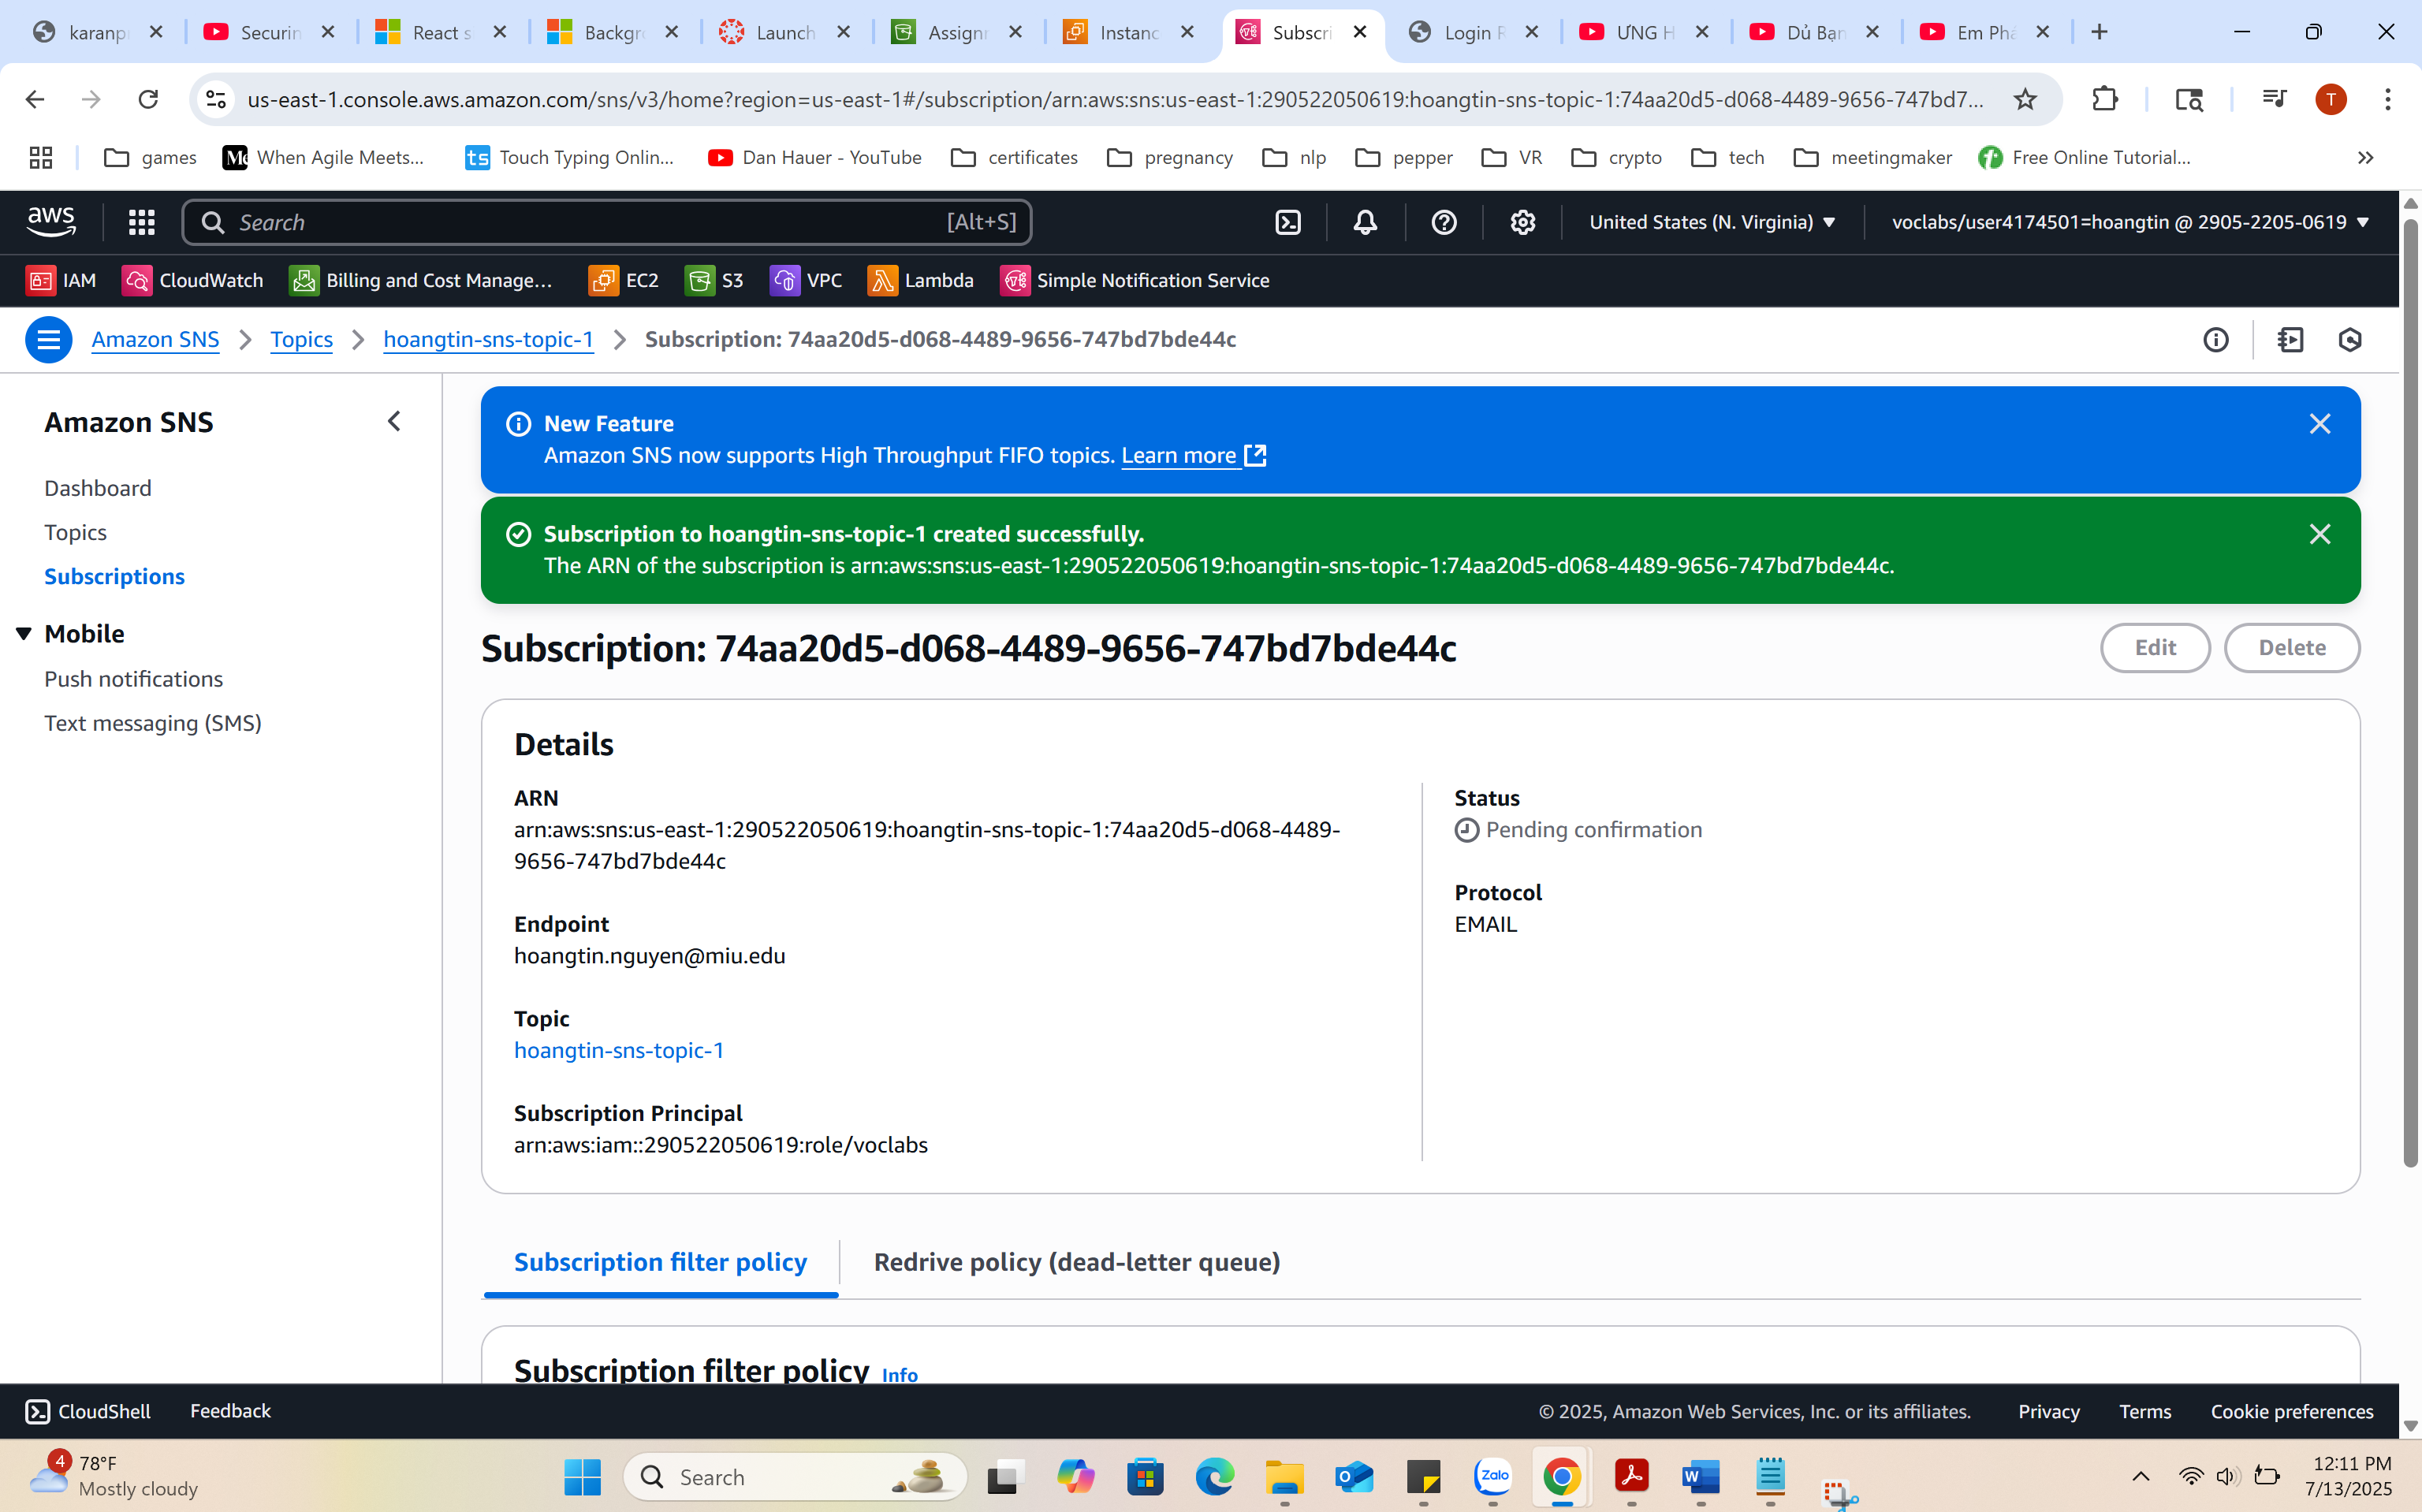 karanp
Securin
React s
Backgr
Launch
Assignr
Instanc
Subscri
Login R
ƯNG H
Dủ Bạn
Em Phả
us-east-1.console.aws.amazon.com/sns/v3/home?region=us-east-1#/subscription/arn:aws:sns:us-east-1:290522050619:hoangtin-sns-topic-1:74aa20d5-d068-4489-9656-747bd7...
T
games
When Agile Meets...
ts Touch Typing Onlin...
Dan Hauer - YouTube
certificates
pregnancy
nlp
pepper
VR
crypto
tech
meetingmaker
Free Online Tutorial...
aws
Search
[Alt+S]
United States (N. Virginia)
voclabs/user4174501=hoangtin @ 2905-2205-0619
IAM
CloudWatch
Billing and Cost Manage...
EC2
S3
VPC
Lambda
Simple Notification Service
Amazon SNS
Topics
hoangtin-sns-topic-1
Subscription: 74aa20d5-d068-4489-9656-747bd7bde44c
Amazon SNS
Dashboard
Topics
Subscriptions
Mobile
Push notifications
Text messaging (SMS)
New Feature
Amazon SNS now supports High Throughput FIFO topics. Learn more
Subscription to hoangtin-sns-topic-1 created successfully.
The ARN of the subscription is arn:aws:sns:us-east-1:290522050619:hoangtin-sns-topic-1:74aa20d5-d068-4489-9656-747bd7bde44c.
Subscription: 74aa20d5-d068-4489-9656-747bd7bde44c
Edit
Delete
Details
ARN
arn:aws:sns:us-east-1:290522050619:hoangtin-sns-topic-1:74aa20d5-d068-4489-
9656-747bd7bde44c
Endpoint
hoangtin.nguyen@miu.edu
Topic
hoangtin-sns-topic-1
Subscription Principal
arn:aws:iam::290522050619:role/voclabs
Status
Pending confirmation
Protocol
EMAIL
Subscription filter policy
Redrive policy (dead-letter queue)
Subscription filter policy Info
CloudShell
Feedback
© 2025, Amazon Web Services, Inc. or its affiliates.
Privacy
Terms
Cookie preferences
4
78°F
Mostly cloudy
Search
Zalo
12:11 PM
7/13/2025